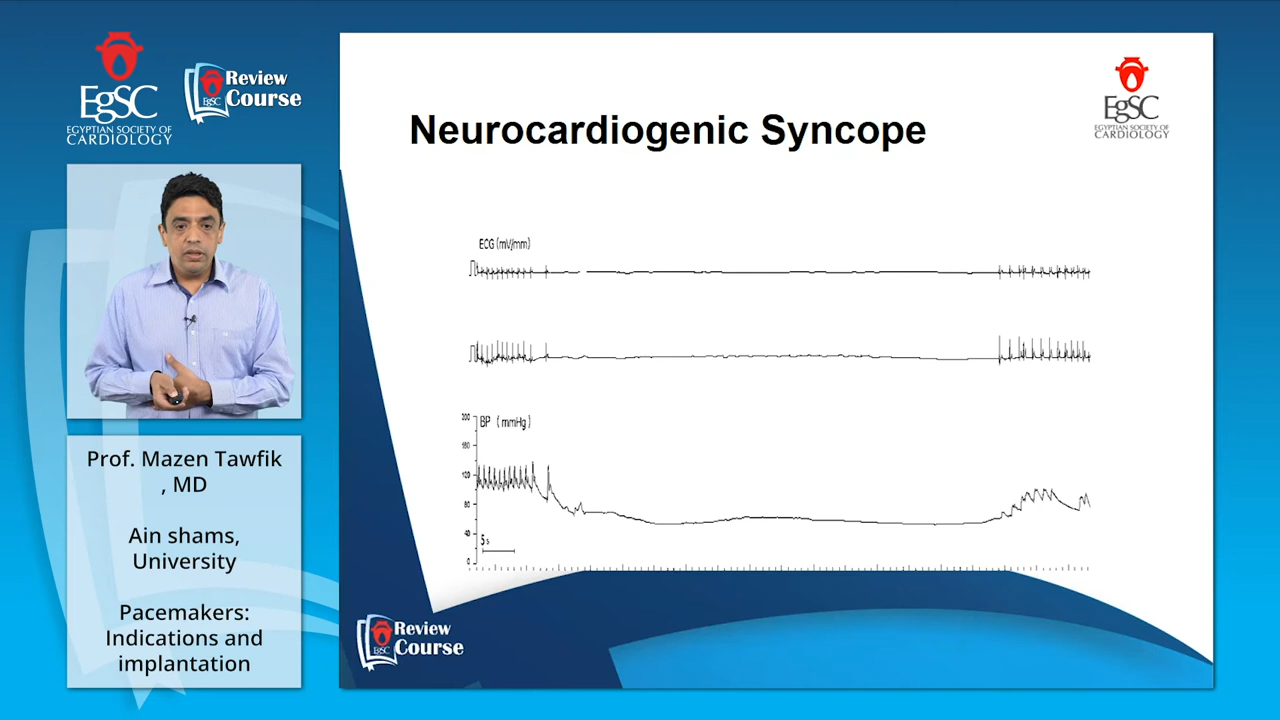 EgSC
EGYPTIAN SOCIETY OF
CARDIOLOGY
Review
Course
EgSC
Prof. Mazen Tawfik
, MD
Ain shams,
University
Pacemakers:
Indications and
implantation
EgSC
EGYPTIAN SOCIETY OF
CARDIOLOGY
Neurocardiogenic Syncope
ECG (mV/mm)
BP ( mmHg)
200
160
120
80
40
0
5 s
Review
Course
EgSC